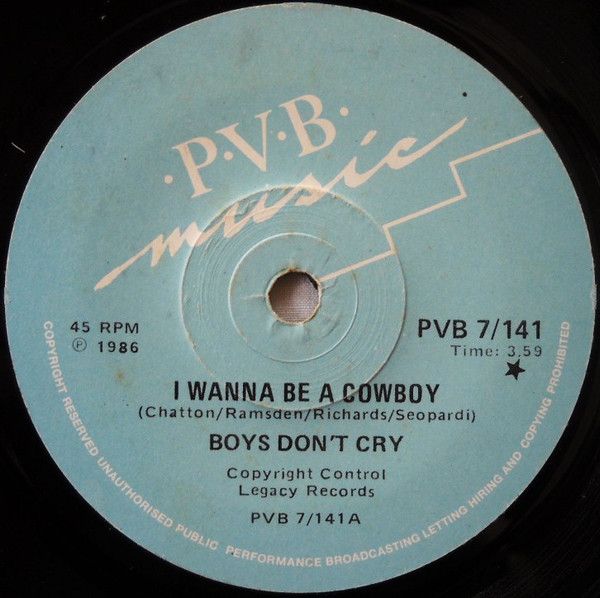 ·P·V·B·
music
45 RPM
℗ 1986
PVB 7/141
Time: 3.59
I WANNA BE A COWBOY
(Chatton/Ramsden/Richards/Seopardi)
BOYS DON'T CRY
Copyright Control
Legacy Records
PVB 7/141A
COPYRIGHT RESERVED UNAUTHORISED PUBLIC PERFORMANCE BROADCASTING LETTING HIRING AND COPYING PROHIBITED